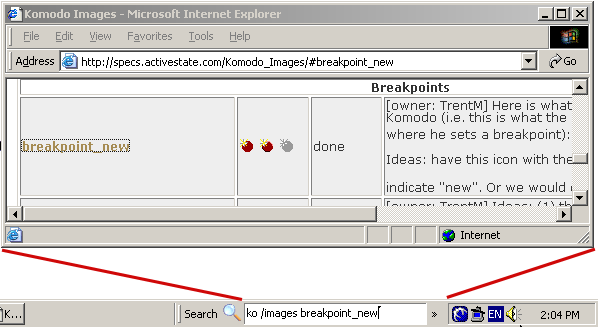 Komodo Images - Microsoft Internet Explorer
File Edit View Favorites Tools Help
Address http://specs.activestate.com/Komodo_Images/#breakpoint_new
Breakpoints
[owner: TrentM] Here is what
Komodo (i.e. this is what the
where he sets a breakpoint):
breakpoint_new done
Ideas: have this icon with the
indicate "new". Or we would
[owner: TrentM] Ideas: (1) th
Internet
K... Search ko /images breakpoint_new » EN 2:04 PM